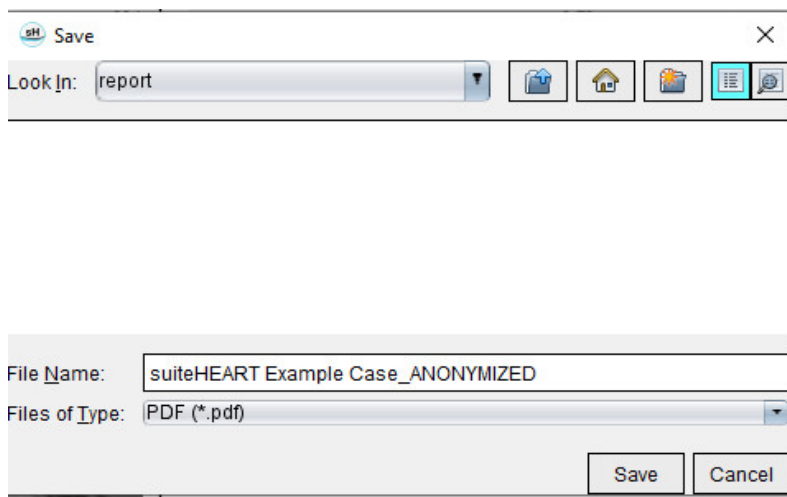 sH Save
Look In: report
File Name: suiteHEART Example Case_ANONYMIZED
Files of Type: PDF (*.pdf)
Save Cancel